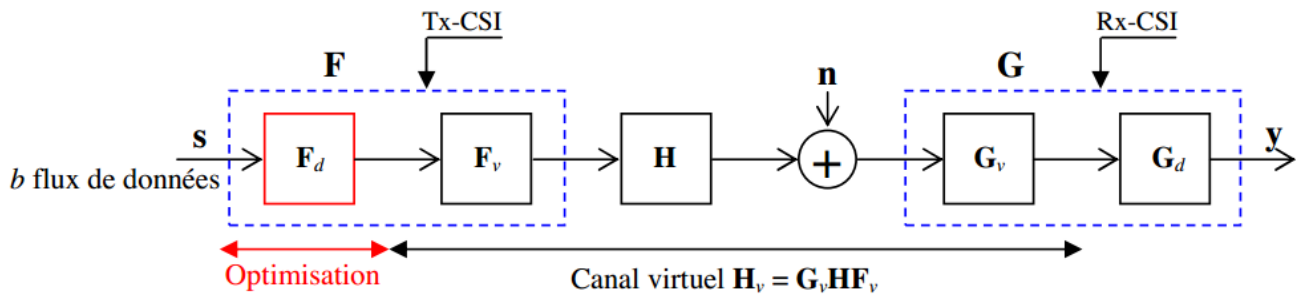 Tx-CSI
Rx-CSI
F
G
n
s
F_d
F_v
H
+
G_v
G_d
y
b flux de données
Optimisation
Canal virtuel H_v = G_vHF_v